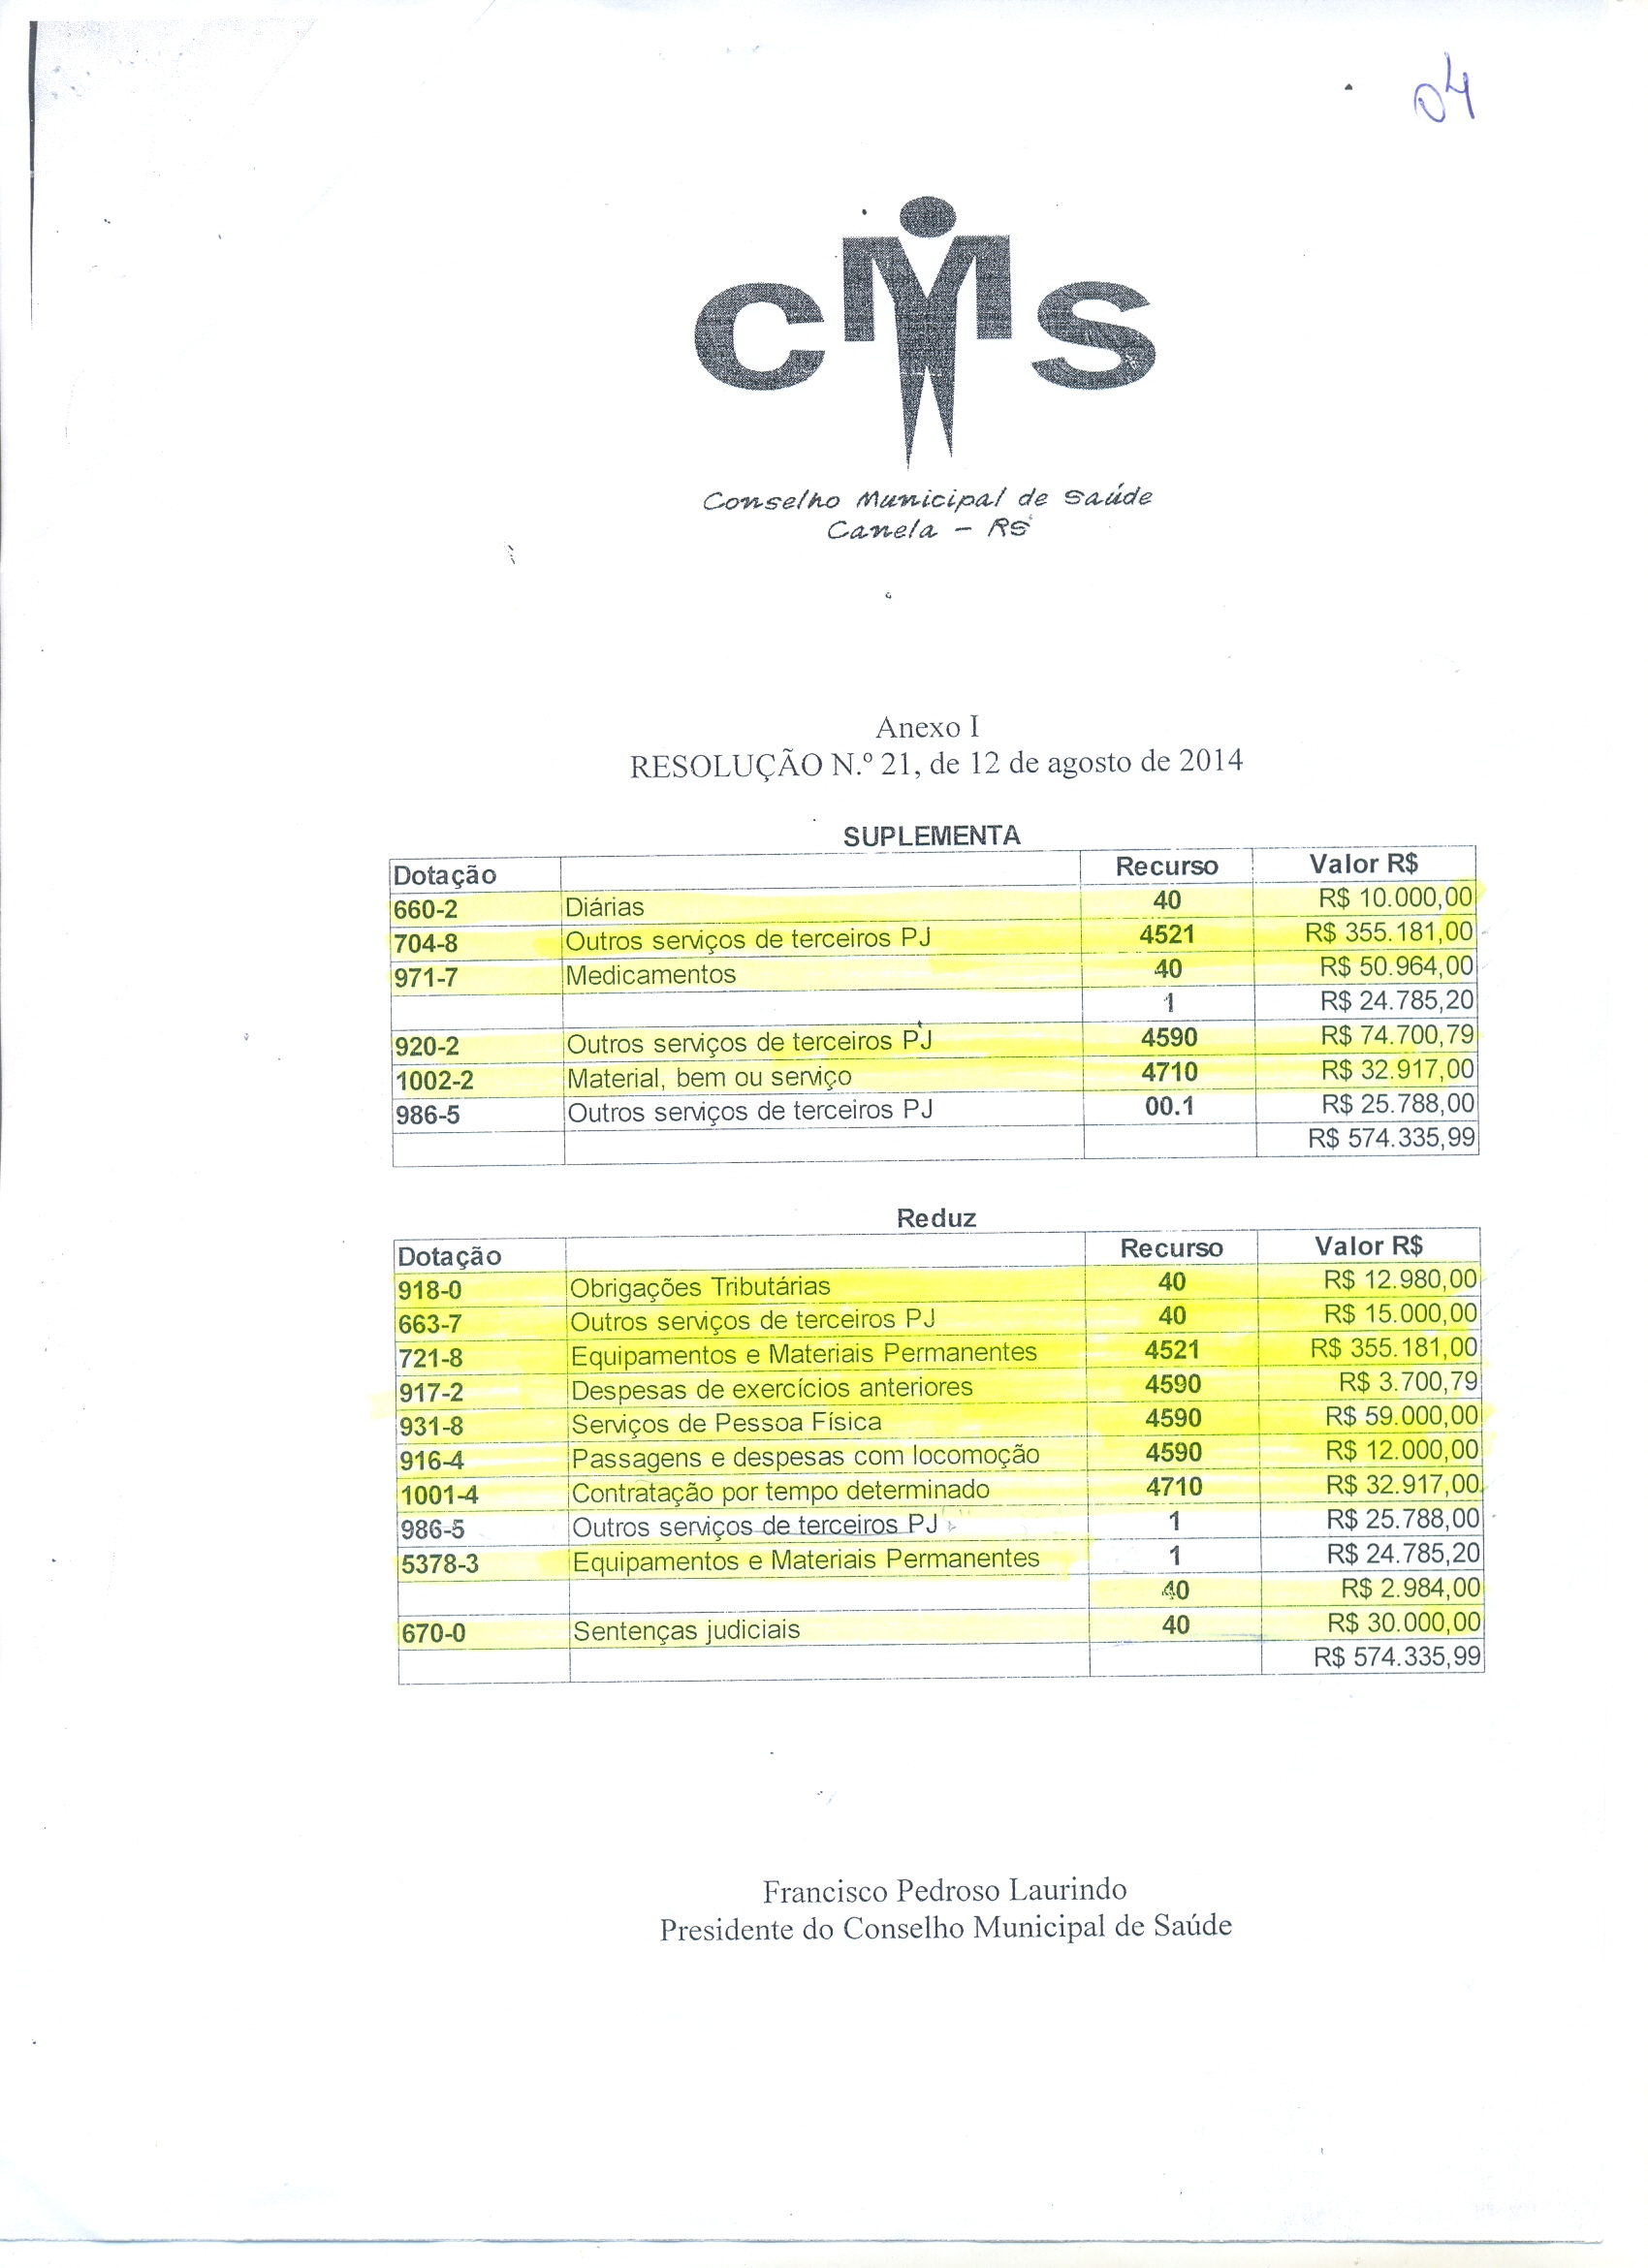 04
CMS
Conselho Municipal de Saúde
Canela - RS
Anexo I
RESOLUÇÃO N.º 21, de 12 de agosto de 2014
SUPLEMENTA
Dotação Recurso Valor R$
660-2 Diárias 40 R$ 10.000,00
704-8 Outros serviços de terceiros PJ 4521 R$ 355.181,00
971-7 Medicamentos 40 R$ 50.964,00
1 R$ 24.785,20
920-2 Outros serviços de terceiros PJ 4590 R$ 74.700,79
1002-2 Material, bem ou serviço 4710 R$ 32.917,00
986-5 Outros serviços de terceiros PJ 00.1 R$ 25.788,00
R$ 574.335,99
Reduz
Dotação Recurso Valor R$
918-0 Obrigações Tributárias 40 R$ 12.980,00
663-7 Outros serviços de terceiros PJ 40 R$ 15.000,00
721-8 Equipamentos e Materiais Permanentes 4521 R$ 355.181,00
917-2 Despesas de exercícios anteriores 4590 R$ 3.700,79
931-8 Serviços de Pessoa Física 4590 R$ 59.000,00
916-4 Passagens e despesas com locomoção 4590 R$ 12.000,00
1001-4 Contratação por tempo determinado 4710 R$ 32.917,00
986-5 Outros serviços de terceiros PJ 1 R$ 25.788,00
5378-3 Equipamentos e Materiais Permanentes 1 R$ 24.785,20
40 R$ 2.984,00
670-0 Sentenças judiciais 40 R$ 30.000,00
R$ 574.335,99
Francisco Pedroso Laurindo
Presidente do Conselho Municipal de Saúde